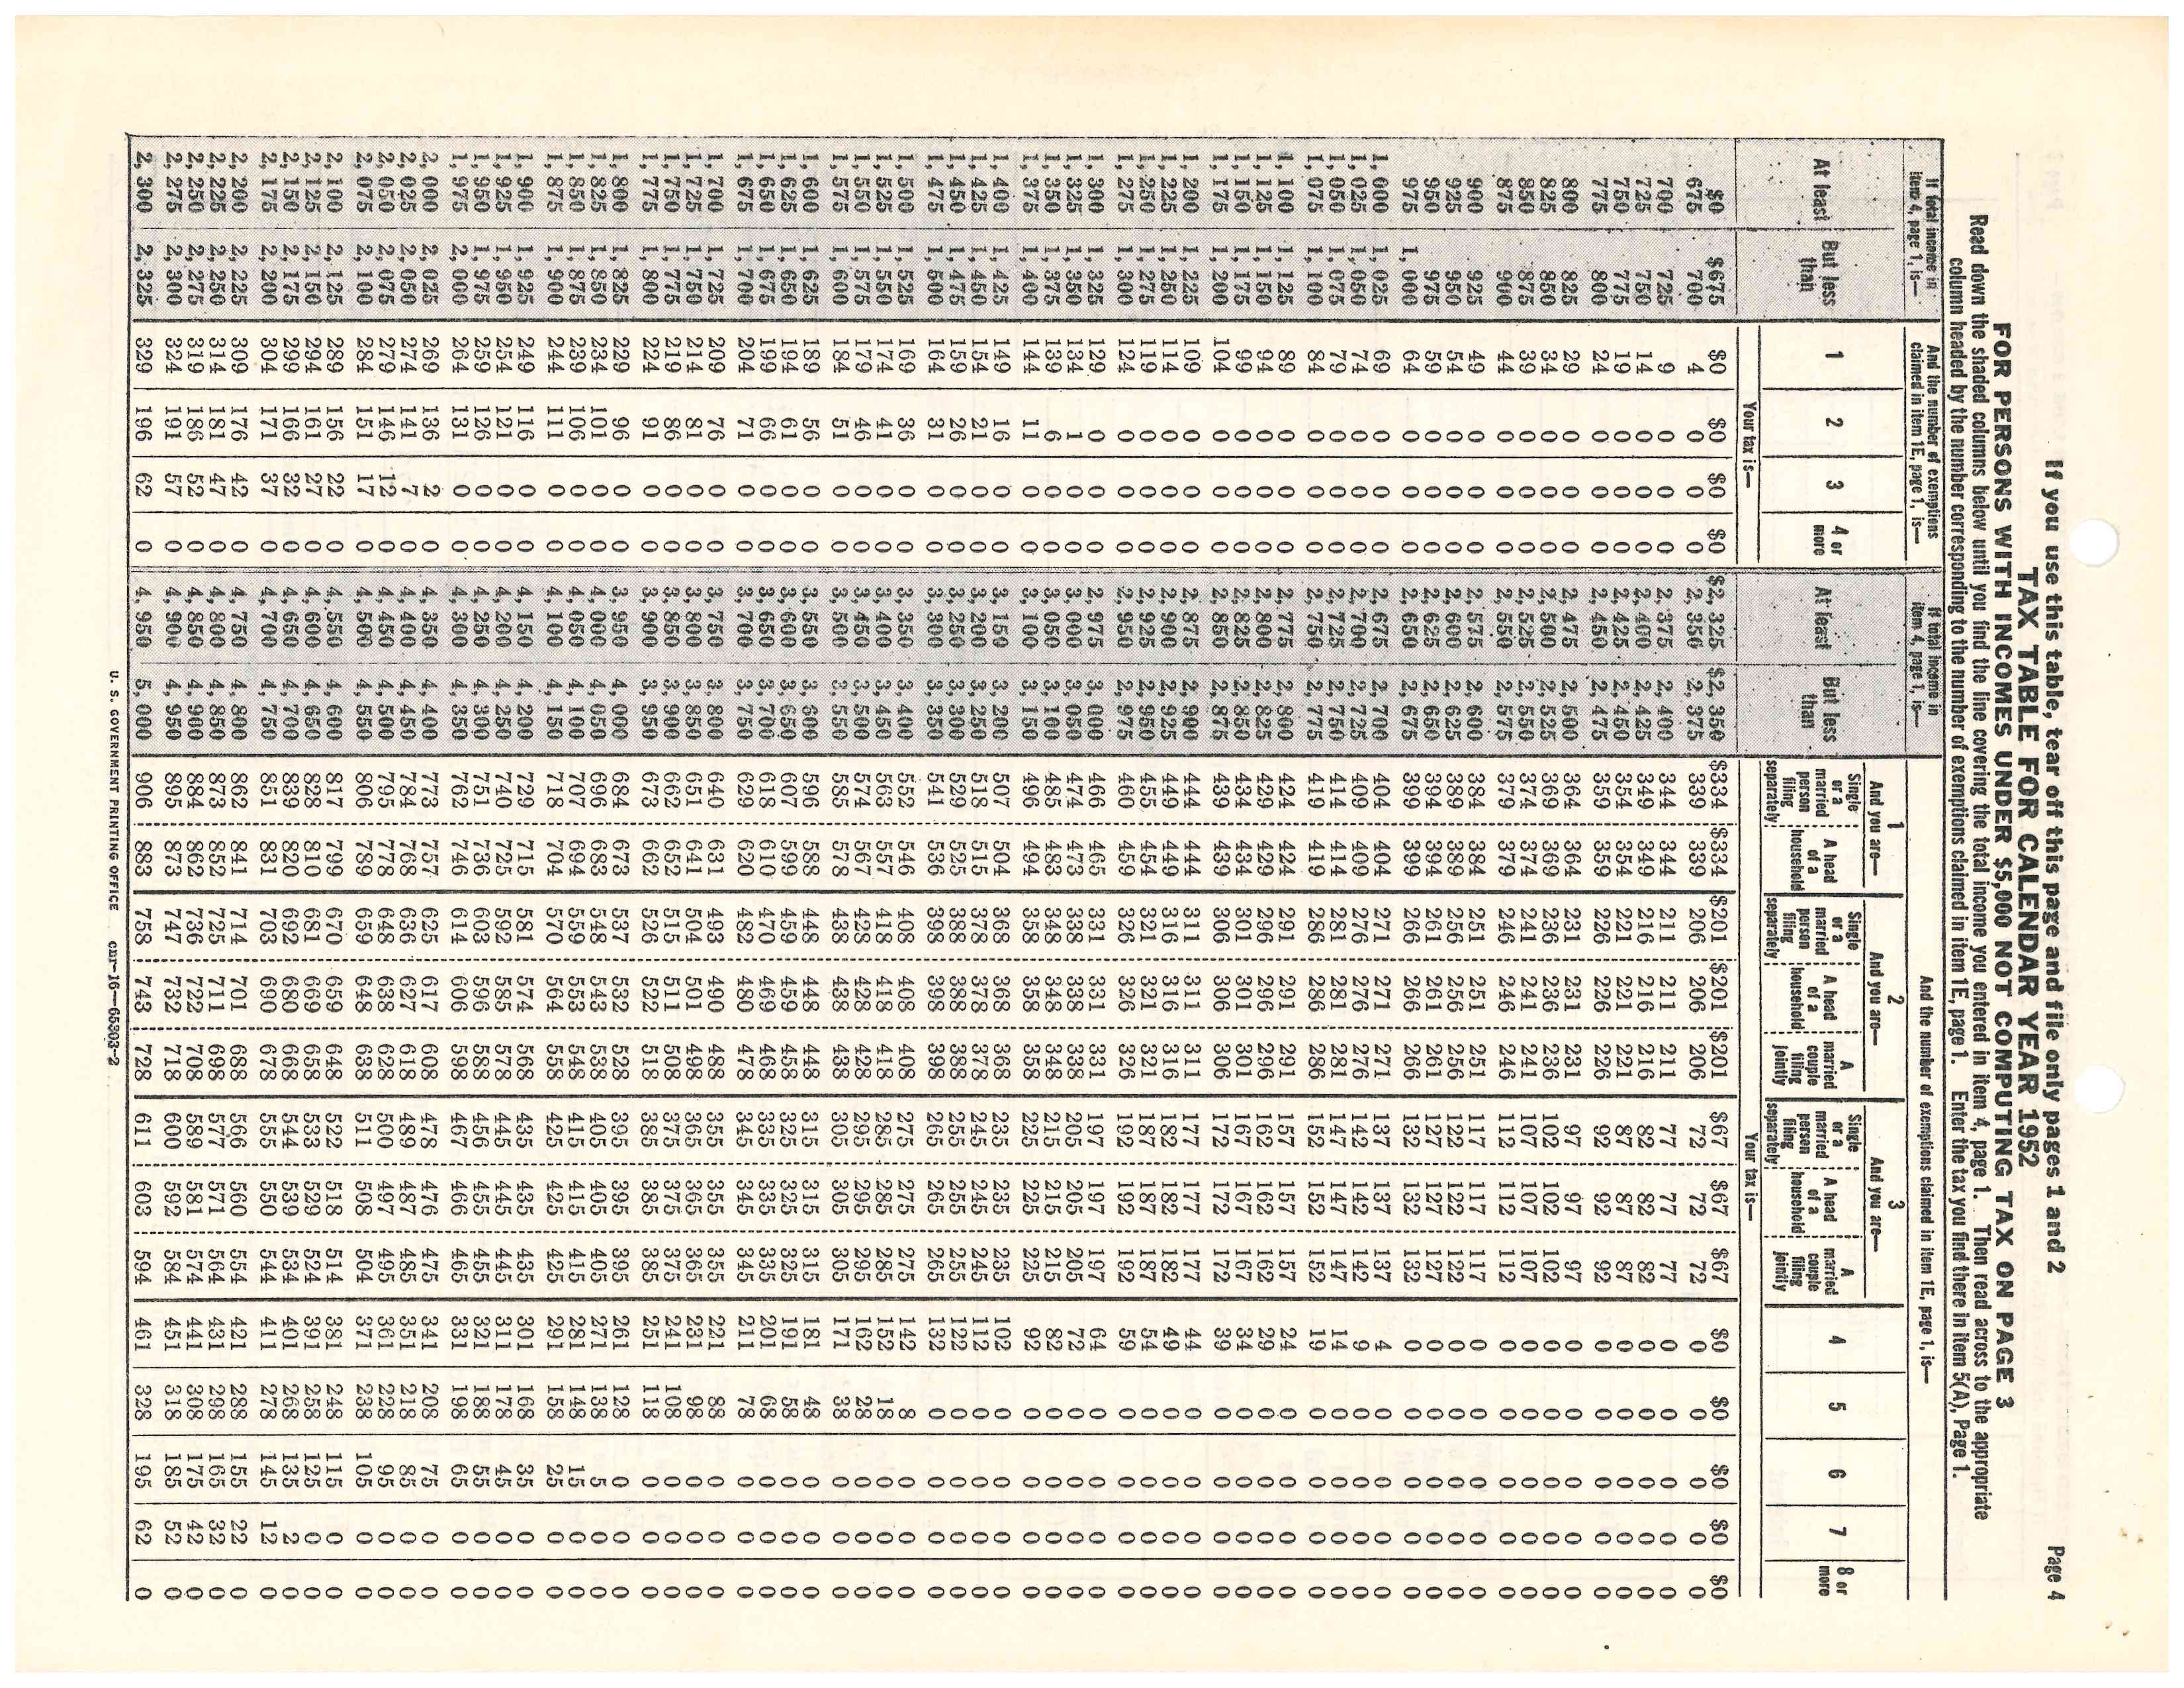 If you use this table, tear off this page and file only pages 1 and 2 Page 4
TAX TABLE FOR CALENDAR YEAR 1952
FOR PERSONS WITH INCOMES UNDER $5,000 NOT COMPUTING TAX ON PAGE 3
Read down the shaded columns below until you find the line covering the total income you entered in item 4, page 1. Then read across to the appropriate
column headed by the number corresponding to the number of exemptions claimed in item 1E, page 1. Enter the tax you find there in item 5(A), Page 1.
If total income in item 4, page 1, is—
And the number of exemptions claimed in item 1E, page 1, is—
If total income in item 4, page 1, is—
And the number of exemptions claimed in item 1E, page 1, is—
At least But less than 1 2 3 4 or more
At least But less than
1 And you are— Single or a married person filing separately A head of a household
2 And you are— Single or a married person filing separately A head of a household A married couple filing jointly
3 And you are— Single or a married person filing separately A head of a household A married couple filing jointly
4 5 6 7 8 or more
Your tax is— Your tax is—
$0 $675 $0 $0 $0 $0 $2,325 $2,350 $334 $334 $201 $201 $201 $67 $67 $67 $0 $0 $0 $0 $0
675 700 4 0 0 0 2,350 2,375 339 339 206 206 206 72 72 72 0 0 0 0 0
700 725 9 0 0 0 2,375 2,400 344 344 211 211 211 77 77 77 0 0 0 0 0
725 750 14 0 0 0 2,400 2,425 349 349 216 216 216 82 82 82 0 0 0 0 0
750 775 19 0 0 0 2,425 2,450 354 354 221 221 221 87 87 87 0 0 0 0 0
775 800 24 0 0 0 2,450 2,475 359 359 226 226 226 92 92 92 0 0 0 0 0
800 825 29 0 0 0 2,475 2,500 364 364 231 231 231 97 97 97 0 0 0 0 0
825 850 34 0 0 0 2,500 2,525 369 369 236 236 236 102 102 102 0 0 0 0 0
850 875 39 0 0 0 2,525 2,550 374 374 241 241 241 107 107 107 0 0 0 0 0
875 900 44 0 0 0 2,550 2,575 379 379 246 246 246 112 112 112 0 0 0 0 0
900 925 49 0 0 0 2,575 2,600 384 384 251 251 251 117 117 117 0 0 0 0 0
925 950 54 0 0 0 2,600 2,625 389 389 256 256 256 122 122 122 0 0 0 0 0
950 975 59 0 0 0 2,625 2,650 394 394 261 261 261 127 127 127 0 0 0 0 0
975 1,000 64 0 0 0 2,650 2,675 399 399 266 266 266 132 132 132 0 0 0 0 0
1,000 1,025 69 0 0 0 2,675 2,700 404 404 271 271 271 137 137 137 4 0 0 0 0
1,025 1,050 74 0 0 0 2,700 2,725 409 409 276 276 276 142 142 142 9 0 0 0 0
1,050 1,075 79 0 0 0 2,725 2,750 414 414 281 281 281 147 147 147 14 0 0 0 0
1,075 1,100 84 0 0 0 2,750 2,775 419 419 286 286 286 152 152 152 19 0 0 0 0
1,100 1,125 89 0 0 0 2,775 2,800 424 424 291 291 291 157 157 157 24 0 0 0 0
1,125 1,150 94 0 0 0 2,800 2,825 429 429 296 296 296 162 162 162 29 0 0 0 0
1,150 1,175 99 0 0 0 2,825 2,850 434 434 301 301 301 167 167 167 34 0 0 0 0
1,175 1,200 104 0 0 0 2,850 2,875 439 439 306 306 306 172 172 172 39 0 0 0 0
1,200 1,225 109 0 0 0 2,875 2,900 444 444 311 311 311 177 177 177 44 0 0 0 0
1,225 1,250 114 0 0 0 2,900 2,925 449 449 316 316 316 182 182 182 49 0 0 0 0
1,250 1,275 119 0 0 0 2,925 2,950 455 454 321 321 321 187 187 187 54 0 0 0 0
1,275 1,300 124 0 0 0 2,950 2,975 460 459 326 326 326 192 192 192 59 0 0 0 0
1,300 1,325 129 0 0 0 2,975 3,000 466 465 331 331 331 197 197 197 64 0 0 0 0
1,325 1,350 134 1 0 0 3,000 3,050 474 473 338 338 338 205 205 205 72 0 0 0 0
1,350 1,375 139 6 0 0 3,050 3,100 485 483 348 348 348 215 215 215 82 0 0 0 0
1,375 1,400 144 11 0 0 3,100 3,150 496 494 358 358 358 225 225 225 92 0 0 0 0
1,400 1,425 149 16 0 0 3,150 3,200 507 504 368 368 368 235 235 235 102 0 0 0 0
1,425 1,450 154 21 0 0 3,200 3,250 518 515 378 378 378 245 245 245 112 0 0 0 0
1,450 1,475 159 26 0 0 3,250 3,300 529 525 388 388 388 255 255 255 122 0 0 0 0
1,475 1,500 164 31 0 0 3,300 3,350 541 536 398 398 398 265 265 265 132 0 0 0 0
1,500 1,525 169 36 0 0 3,350 3,400 552 546 408 408 408 275 275 275 142 8 0 0 0
1,525 1,550 174 41 0 0 3,400 3,450 563 557 418 418 418 285 285 285 152 18 0 0 0
1,550 1,575 179 46 0 0 3,450 3,500 574 567 428 428 428 295 295 295 162 28 0 0 0
1,575 1,600 184 51 0 0 3,500 3,550 585 578 438 438 438 305 305 305 171 38 0 0 0
1,600 1,625 189 56 0 0 3,550 3,600 596 588 448 448 448 315 315 315 181 48 0 0 0
1,625 1,650 194 61 0 0 3,600 3,650 607 599 459 459 458 325 325 325 191 58 0 0 0
1,650 1,675 199 66 0 0 3,650 3,700 618 610 470 469 468 335 335 335 201 68 0 0 0
1,675 1,700 204 71 0 0 3,700 3,750 629 620 482 480 478 345 345 345 211 78 0 0 0
1,700 1,725 209 76 0 0 3,750 3,800 640 631 493 490 488 355 355 355 221 88 0 0 0
1,725 1,750 214 81 0 0 3,800 3,850 651 641 504 501 498 365 365 365 231 98 0 0 0
1,750 1,775 219 86 0 0 3,850 3,900 662 652 515 511 508 375 375 375 241 108 0 0 0
1,775 1,800 224 91 0 0 3,900 3,950 673 662 526 522 518 385 385 385 251 118 0 0 0
1,800 1,825 229 96 0 0 3,950 4,000 684 673 537 532 528 395 395 395 261 128 0 0 0
1,825 1,850 234 101 0 0 4,000 4,050 696 683 548 543 538 405 405 405 271 138 5 0 0
1,850 1,875 239 106 0 0 4,050 4,100 707 694 559 553 548 415 415 415 281 148 15 0 0
1,875 1,900 244 111 0 0 4,100 4,150 718 704 570 564 558 425 425 425 291 158 25 0 0
1,900 1,925 249 116 0 0 4,150 4,200 729 715 581 574 568 435 435 435 301 168 35 0 0
1,925 1,950 254 121 0 0 4,200 4,250 740 725 592 585 578 445 445 445 311 178 45 0 0
1,950 1,975 259 126 0 0 4,250 4,300 751 736 603 596 588 456 455 455 321 188 55 0 0
1,975 2,000 264 131 0 0 4,300 4,350 762 746 614 606 598 467 466 465 331 198 65 0 0
2,000 2,025 269 136 2 0 4,350 4,400 773 757 625 617 608 478 476 475 341 208 75 0 0
2,025 2,050 274 141 7 0 4,400 4,450 784 768 636 627 618 489 487 485 351 218 85 0 0
2,050 2,075 279 146 12 0 4,450 4,500 795 778 648 638 628 500 497 495 361 228 95 0 0
2,075 2,100 284 151 17 0 4,500 4,550 806 789 659 648 638 511 508 504 371 238 105 0 0
2,100 2,125 289 156 22 0 4,550 4,600 817 799 670 659 648 522 518 514 381 248 115 0 0
2,125 2,150 294 161 27 0 4,600 4,650 828 810 681 669 658 533 529 524 391 258 125 0 0
2,150 2,175 299 166 32 0 4,650 4,700 839 820 692 680 668 544 539 534 401 268 135 2 0
2,175 2,200 304 171 37 0 4,700 4,750 851 831 703 690 678 555 550 544 411 278 145 12 0
2,200 2,225 309 176 42 0 4,750 4,800 862 841 714 701 688 566 560 554 421 288 155 22 0
2,225 2,250 314 181 47 0 4,800 4,850 873 852 725 711 698 577 571 564 431 298 165 32 0
2,250 2,275 319 186 52 0 4,850 4,900 884 862 736 722 708 589 581 574 441 308 175 42 0
2,275 2,300 324 191 57 0 4,900 4,950 895 873 747 732 718 600 592 584 451 318 185 52 0
2,300 2,325 329 196 62 0 4,950 5,000 906 883 758 743 728 611 603 594 461 328 195 62 0
U. S. GOVERNMENT PRINTING OFFICE cnr—16—65303-2